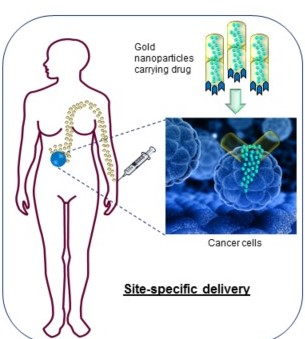 Gold
nanoparticles
carrying drug
Cancer cells
Site-specific delivery